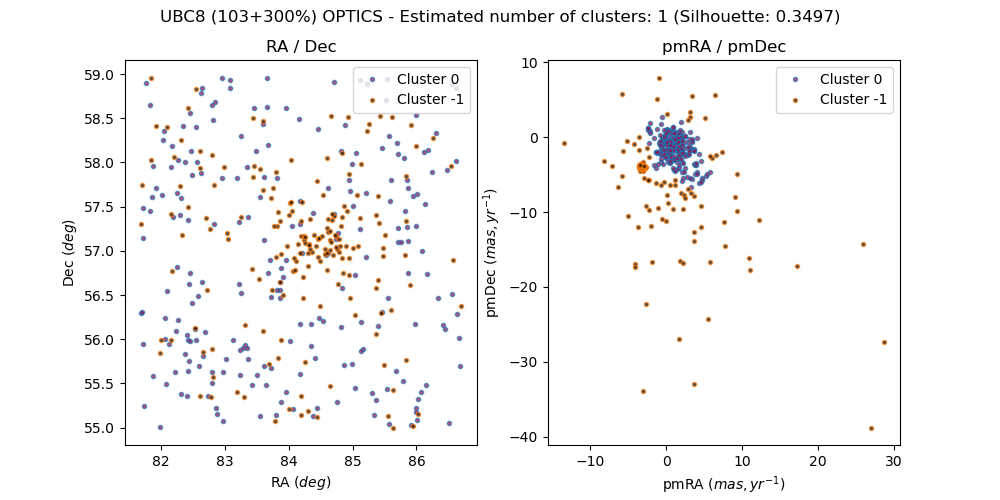 UBC8 (103+300%) OPTICS - Estimated number of clusters: 1 (Silhouette: 0.3497)
RA / Dec
Cluster 0
Cluster -1
59.0
58.5
58.0
57.5
57.0
56.5
56.0
55.5
55.0
Dec (deg)
82
83
84
85
86
RA (deg)
pmRA / pmDec
Cluster 0
Cluster -1
10
0
−10
−20
−30
−40
pmDec (mas, yr⁻¹)
−10
0
10
20
30
pmRA (mas, yr⁻¹)